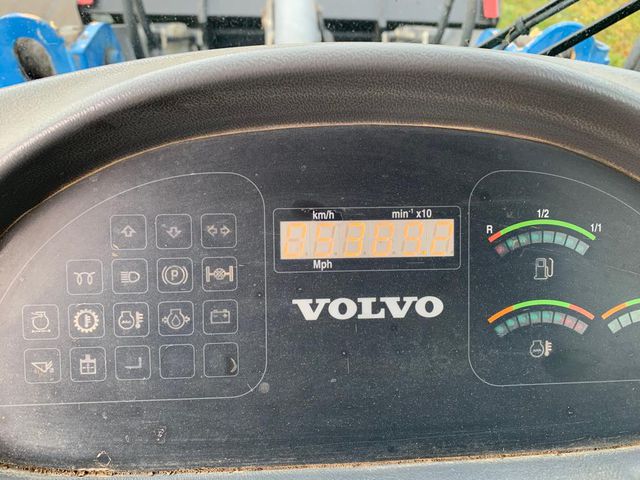 km/h min⁻¹ x10
Mph
VOLVO
R 1/2 1/1